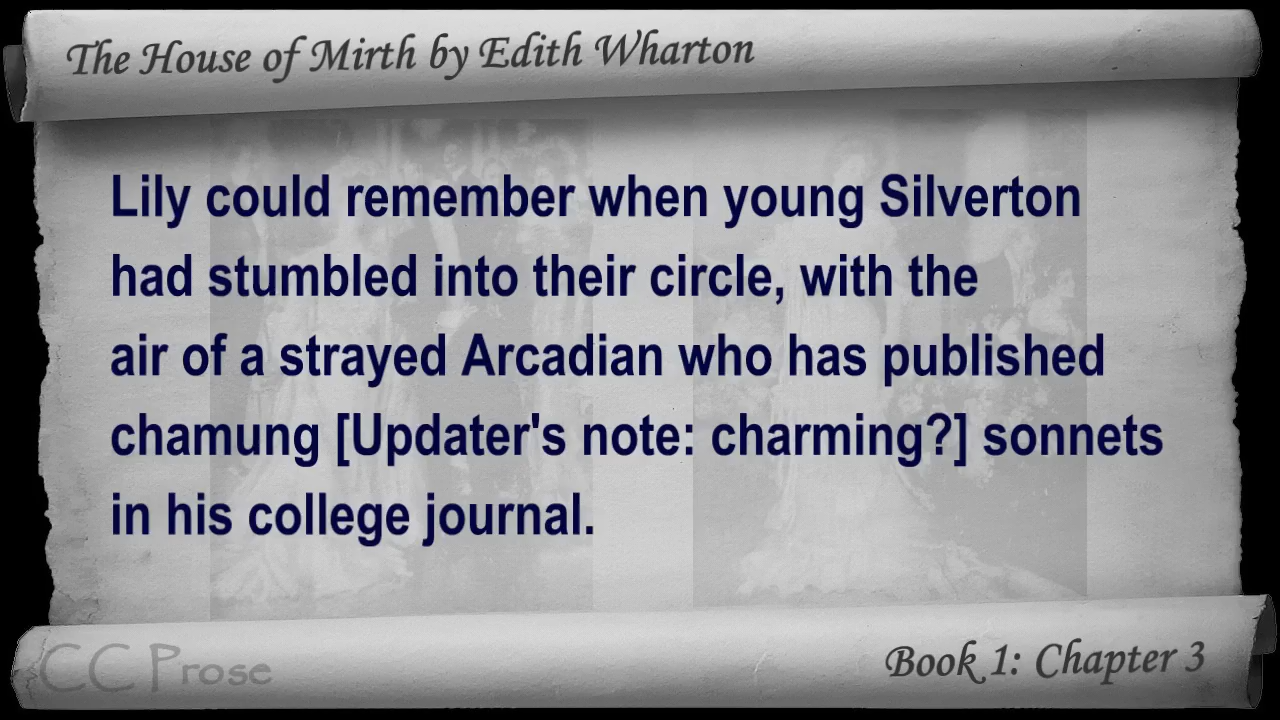 The House of Mirth by Edith Wharton
Lily could remember when young Silverton
had stumbled into their circle, with the
air of a strayed Arcadian who has published
chamung [Updater's note: charming?] sonnets
in his college journal.
CC Prose
Book 1: Chapter 3